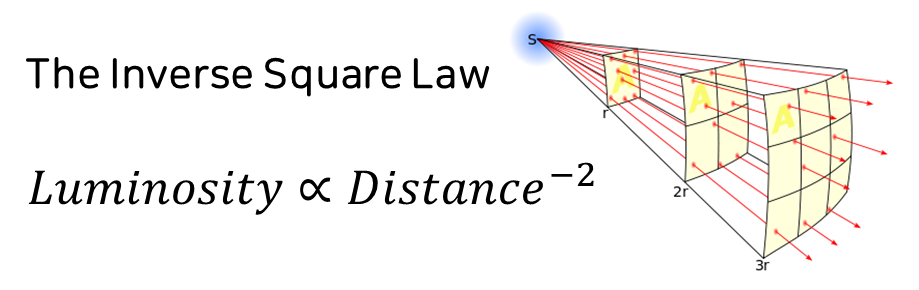 The Inverse Square Law
Luminosity ∝ Distance⁻²
S
A
A
A
r
2r
3r